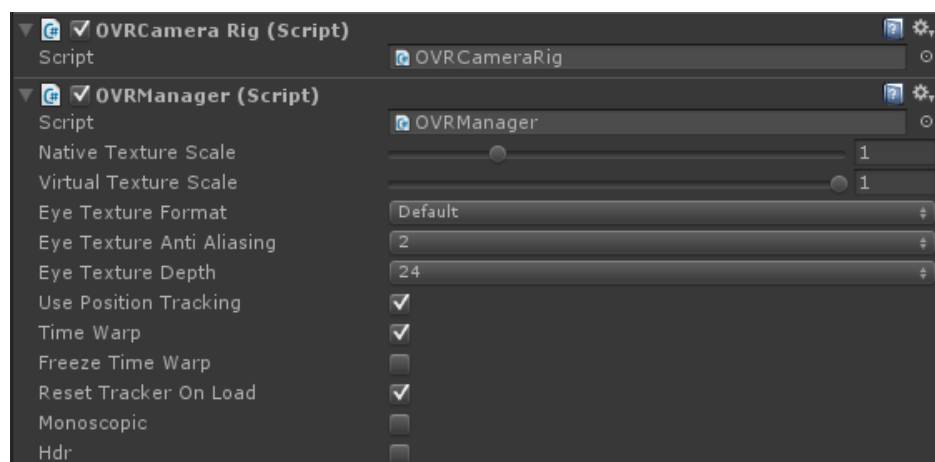 OVRCamera Rig (Script)
Script OVRCameraRig
OVRManager (Script)
Script OVRManager
Native Texture Scale 1
Virtual Texture Scale 1
Eye Texture Format Default
Eye Texture Anti Aliasing 2
Eye Texture Depth 24
Use Position Tracking
Time Warp
Freeze Time Warp
Reset Tracker On Load
Monoscopic
Hdr